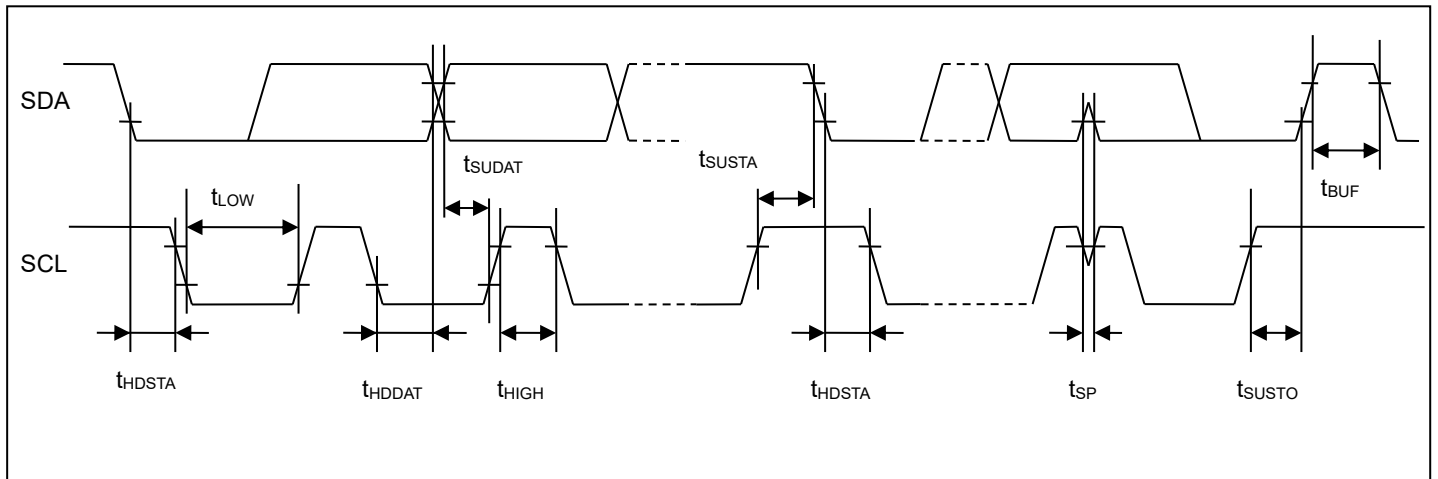 SDA
tSUDAT
tSUSTA
tBUF
tLOW
SCL
tHDSTA
tHDDAT
tHIGH
tHDSTA
tSP
tSUSTO